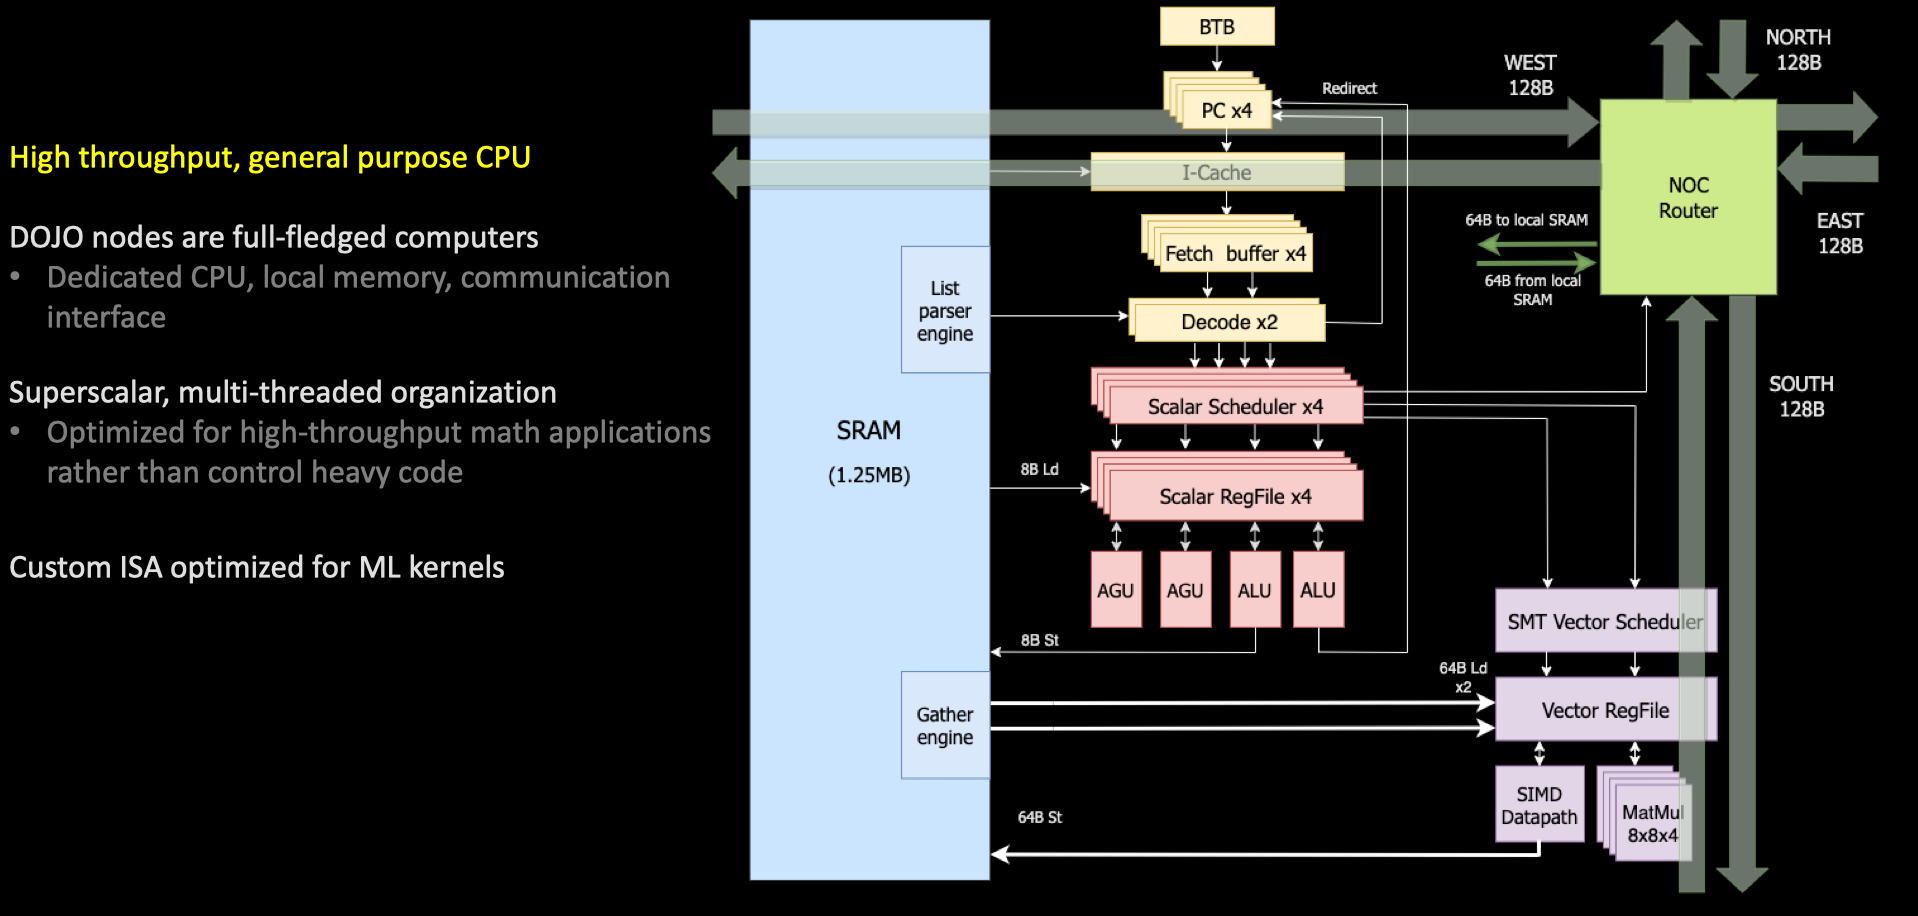 High throughput, general purpose CPU
DOJO nodes are full-fledged computers
• Dedicated CPU, local memory, communication
interface
Superscalar, multi-threaded organization
• Optimized for high-throughput math applications
rather than control heavy code
Custom ISA optimized for ML kernels
SRAM
(1.25MB)
List
parser
engine
Gather
engine
BTB
PC x4
Redirect
I-Cache
Fetch buffer x4
Decode x2
Scalar Scheduler x4
8B Ld
Scalar RegFile x4
AGU
AGU
ALU
ALU
8B St
64B Ld
x2
64B St
WEST
128B
NORTH
128B
NOC
Router
EAST
128B
64B to local SRAM
64B from local
SRAM
SOUTH
128B
SMT Vector Scheduler
Vector RegFile
SIMD
Datapath
MatMul
8x8x4